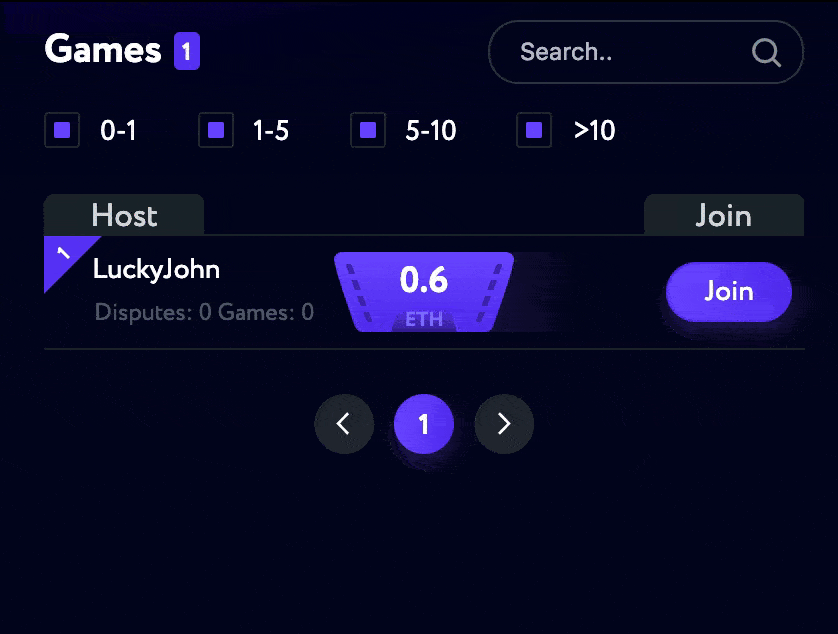 Games 1
Search..
0-1 1-5 5-10 >10
Host Join
1
LuckyJohn
Disputes: 0 Games: 0
0.6
ETH
Join
1